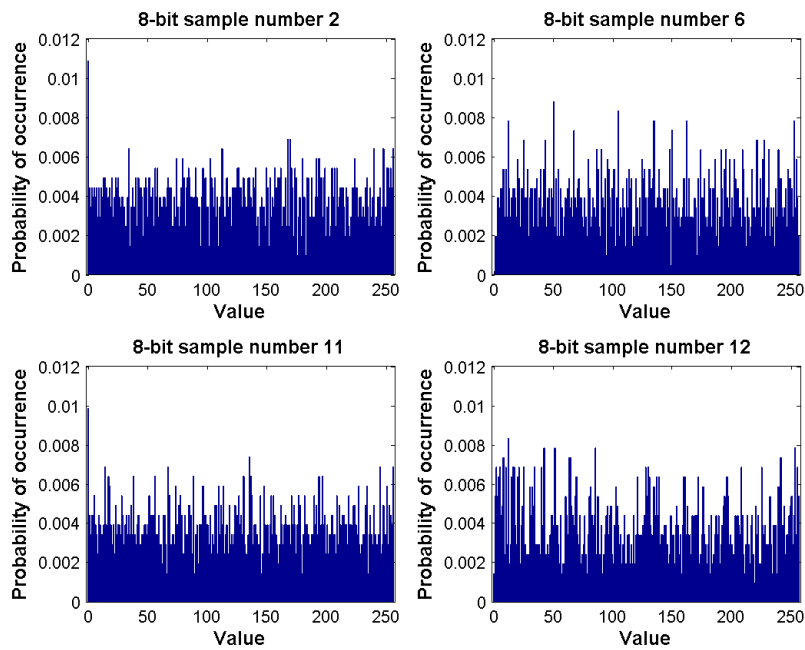 8-bit sample number 2
0.012
0.01
0.008
0.006
0.004
0.002
0
Probability of occurrence
0 50 100 150 200 250
Value
8-bit sample number 6
0.012
0.01
0.008
0.006
0.004
0.002
0
Probability of occurrence
0 50 100 150 200 250
Value
8-bit sample number 11
0.012
0.01
0.008
0.006
0.004
0.002
0
Probability of occurrence
0 50 100 150 200 250
Value
8-bit sample number 12
0.012
0.01
0.008
0.006
0.004
0.002
0
Probability of occurrence
0 50 100 150 200 250
Value